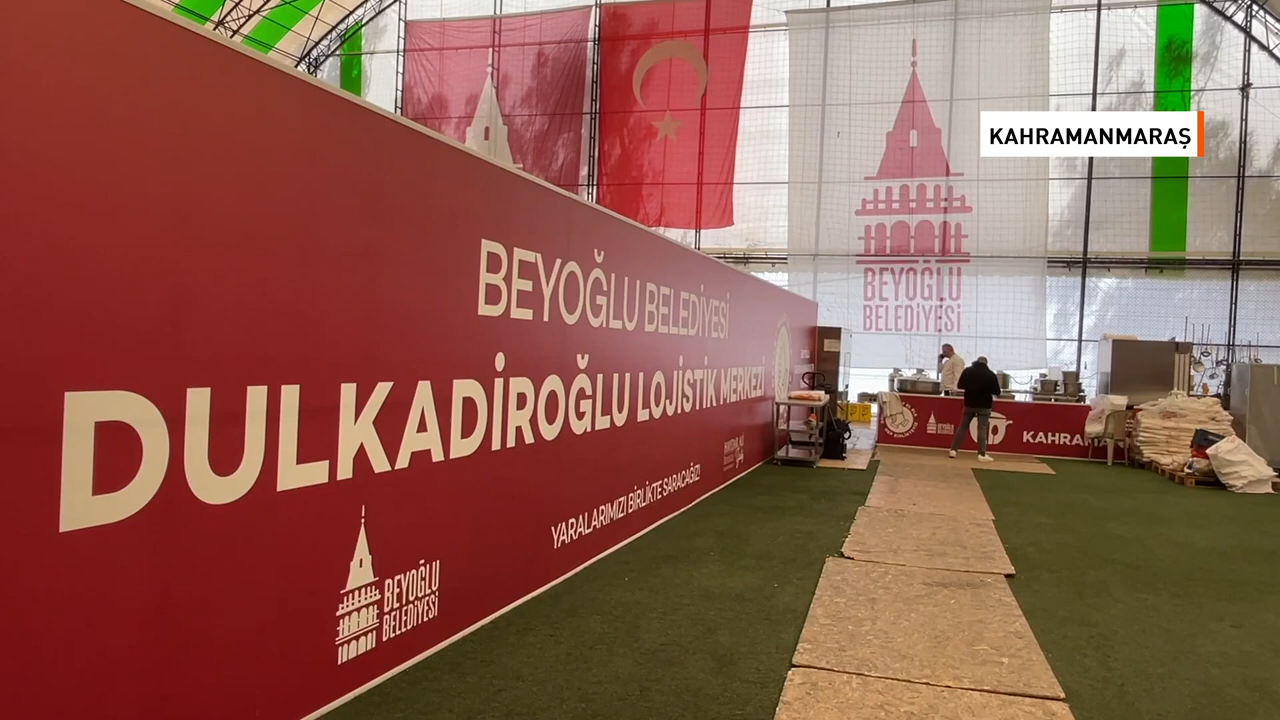 KAHRAMANMARAŞ
BEYOĞLU
BELEDİYESİ
BEYOĞLU BELEDİYESİ
DULKADİROĞLU LOJİSTİK MERKEZİ
YARALARIMIZI BİRLİKTE SARACAĞIZ!
BEYOĞLU
BELEDİYESİ
KAHRAMA